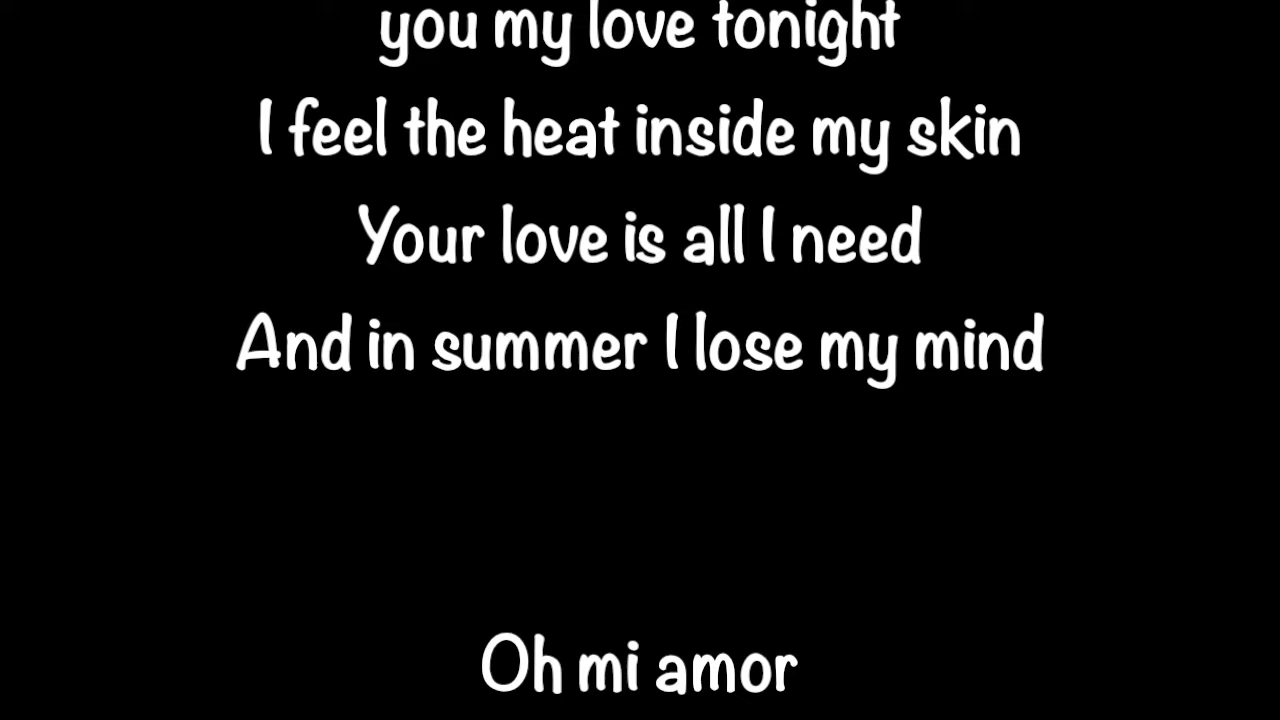 you my love tonight
I feel the heat inside my skin
Your love is all I need
And in summer I lose my mind
Oh mi amor